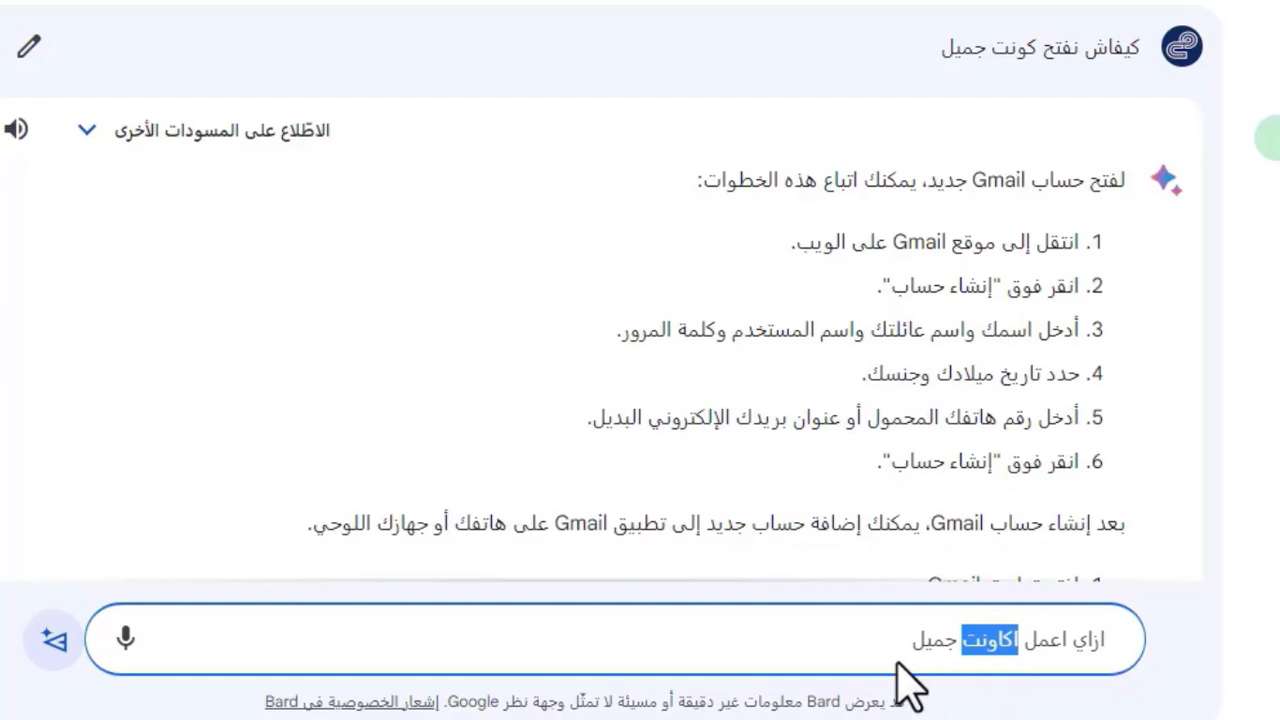 كيفاش نفتح كونت جميل
الاطّلاع على المسودات الأخرى
لفتح حساب Gmail جديد، يمكنك اتباع هذه الخطوات:
1. انتقل إلى موقع Gmail على الويب.
2. انقر فوق "إنشاء حساب".
3. أدخل اسمك واسم عائلتك واسم المستخدم وكلمة المرور.
4. حدد تاريخ ميلادك وجنسك.
5. أدخل رقم هاتفك المحمول أو عنوان بريدك الإلكتروني البديل.
6. انقر فوق "إنشاء حساب".
بعد إنشاء حساب Gmail، يمكنك إضافة حساب جديد إلى تطبيق Gmail على هاتفك أو جهازك اللوحي.
ازاي اعمل اكاونت جميل
يعرض Bard معلومات غير دقيقة أو مسيئة لا تمثّل وجهة نظر Google. إشعار الخصوصية في Bard